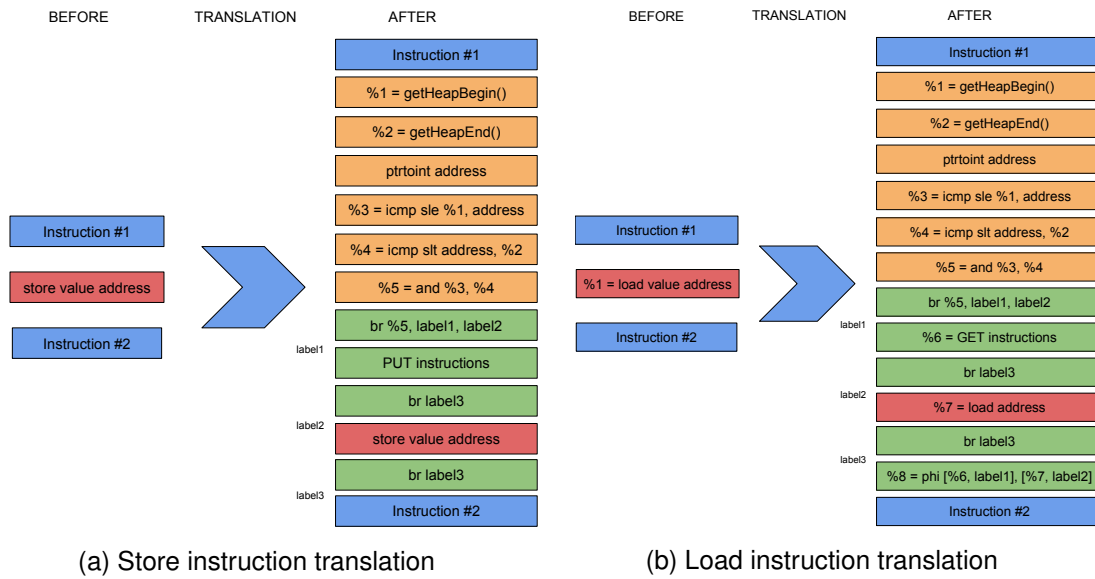 BEFORE
TRANSLATION
AFTER
Instruction #1
store value address
Instruction #2
Instruction #1
%1 = getHeapBegin()
%2 = getHeapEnd()
ptrtoint address
%3 = icmp sle %1, address
%4 = icmp slt address, %2
%5 = and %3, %4
br %5, label1, label2
label1
PUT instructions
br label3
label2
store value address
br label3
label3
Instruction #2
(a) Store instruction translation
BEFORE
TRANSLATION
AFTER
Instruction #1
%1 = load value address
Instruction #2
Instruction #1
%1 = getHeapBegin()
%2 = getHeapEnd()
ptrtoint address
%3 = icmp sle %1, address
%4 = icmp slt address, %2
%5 = and %3, %4
br %5, label1, label2
label1
%6 = GET instructions
br label3
label2
%7 = load address
br label3
label3
%8 = phi [%6, label1], [%7, label2]
Instruction #2
(b) Load instruction translation